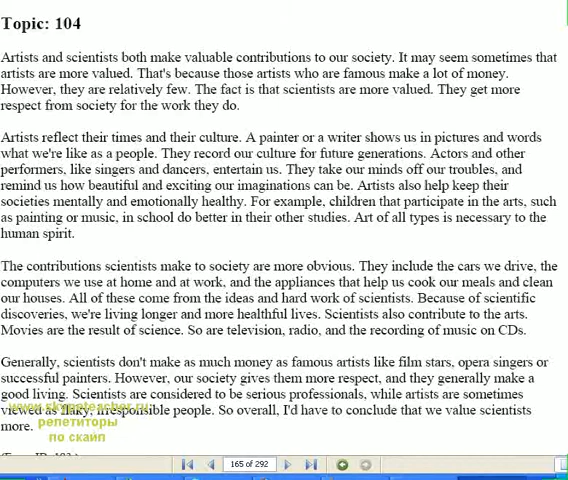 Topic: 104
Artists and scientists both make valuable contributions to our society. It may seem sometimes that
artists are more valued. That's because those artists who are famous make a lot of money.
However, they are relatively few. The fact is that scientists are more valued. They get more
respect from society for the work they do.
Artists reflect their times and their culture. A painter or a writer shows us in pictures and words
what we're like as a people. They record our culture for future generations. Actors and other
performers, like singers and dancers, entertain us. They take our minds off our troubles, and
remind us how beautiful and exciting our imaginations can be. Artists also help keep their
societies mentally and emotionally healthy. For example, children that participate in the arts, such
as painting or music, in school do better in their other studies. Art of all types is necessary to the
human spirit.
The contributions scientists make to society are more obvious. They include the cars we drive, the
computers we use at home and at work, and the appliances that help us cook our meals and clean
our houses. All of these come from the ideas and hard work of scientists. Because of scientific
discoveries, we're living longer and more healthful lives. Scientists also contribute to the arts.
Movies are the result of science. So are television, radio, and the recording of music on CDs.
Generally, scientists don't make as much money as famous artists like film stars, opera singers or
successful painters. However, our society gives them more respect, and they generally make a
good living. Scientists are considered to be serious professionals, while artists are sometimes
viewed as flaky, irresponsible people. So overall, I'd have to conclude that we value scientists
more.
www.skypeteacher.ru
репетиторы
по скайп
165 of 292